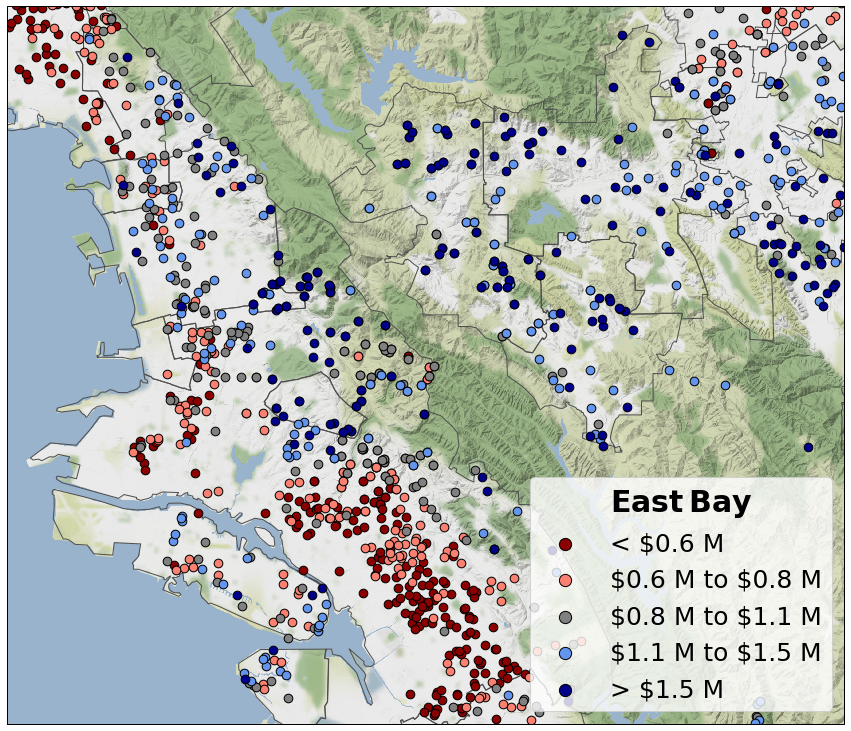 East Bay
< $0.6 M
$0.6 M to $0.8 M
$0.8 M to $1.1 M
$1.1 M to $1.5 M
> $1.5 M